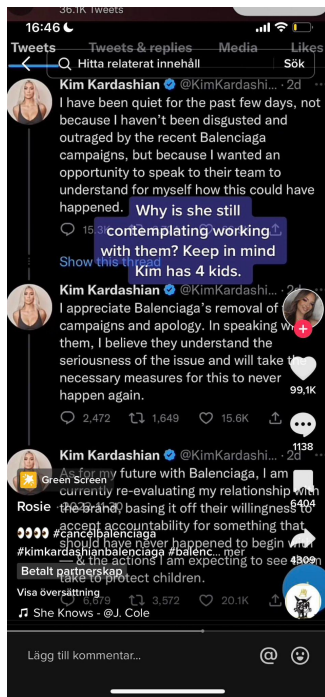 36.1K Tweets
16:46
Tweets Tweets & replies Media Likes
Hitta relaterat innehåll Sök
Kim Kardashian @KimKardashi... · 2d
I have been quiet for the past few days, not
because I haven't been disgusted and
outraged by the recent Balenciaga
campaigns, but because I wanted an
opportunity to speak to their team to
understand for myself how this could have
happened.
Why is she still
contemplating working
with them? Keep in mind
Kim has 4 kids.
Show this thread
Kim Kardashian @KimKardashi... · 2d
I appreciate Balenciaga's removal of
campaigns and apology. In speaking
them, I believe they understand the
seriousness of the issue and will take the
necessary measures for this to never
happen again.
2,472 1,649 15.6K
99,1K
1138
Kim Kardashian @KimKardashi... · 2d
As for my future with Balenciaga, I am
currently re-evaluating my relationship with
the brand, basing it off their willingness to
accept accountability for something that
should have never happened to begin
— & the actions I am expecting to see
take to protect children.
6,679 3,572 20.1K
Green Screen
Rosie
#cancelbalenciaga
#kimkardashianbalenciaga #balenc... mer
Betalt partnerskap
Visa översättning
She Knows - @J. Cole
6404
4309
Lägg till kommentar...